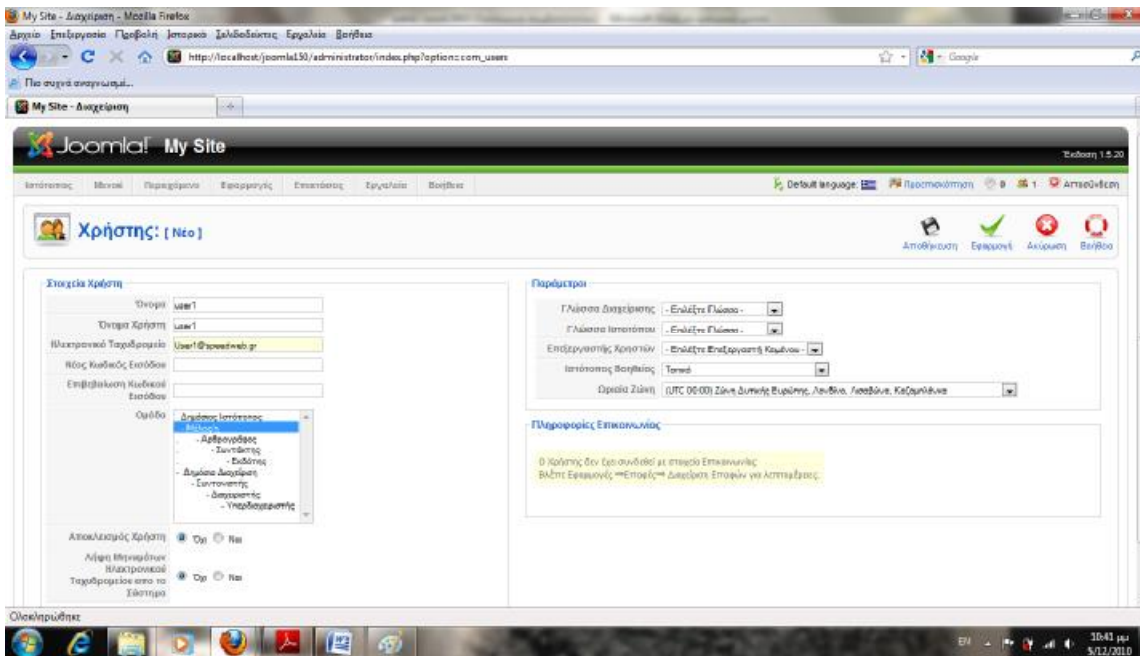 My Site - Διαχείριση - Mozilla Firefox
Αρχείο Επεξεργασία Προβολή Ιστορικό Σελιδοδείκτες Εργαλεία Βοήθεια
http://localhost/joomla150/administrator/index.php?option=com_users
Google
Πιο συχνά αναγνωσμέ...
My Site - Διαχείριση
Joomla! My Site
Έκδοση 1.5.20
Ιστότοπος Μενού Περιεχόμενο Εφαρμογές Επεκτάσεις Εργαλεία Βοήθεια
Default language: Προεπισκόπηση 0 1 Αποσύνδεση
Χρήστης: [ Νέο ]
Αποθήκευση Εφαρμογή Ακύρωση Βοήθεια
Στοιχεία Χρήστη
Όνομα user1
Όνομα Χρήστη user1
Ηλεκτρονικό Ταχυδρομείο User1@speedweb.gr
Νέος Κωδικός Εισόδου
Επιβεβαίωση Κωδικού Εισόδου
Ομάδα
Δημόσιος Ιστότοπος
- Μέλος/η
- Αρθρογράφος
- Συντάκτης
- Εκδότης
- Δημόσια Διαχείριση
- Συντονιστής
- Διαχειριστής
- Υπερδιαχειριστής
Αποκλεισμός Χρήστη Όχι Ναι
Λήψη Μηνυμάτων
Ηλεκτρονικού
Ταχυδρομείου απο το
Σύστημα
Όχι Ναι
Παράμετροι
Γλώσσα Διαχείρισης - Επιλέξτε Γλώσσα -
Γλώσσα Ιστοτόπου - Επιλέξτε Γλώσσα -
Επεξεργαστής Χρηστών - Επιλέξτε Επεξεργαστή Κειμένου -
Ιστότοπος Βοηθείας Τοπικό
Ωριαία Ζώνη (UTC 00:00) Ζώνη Δυτικής Ευρώπης, Λονδίνο, Λισαβώνα, Καζαμπλάνκα
Πληροφορίες Επικοινωνίας
Ο Χρήστης δεν έχει συνδεθεί με στοιχεία Επικοινωνίας
Βλέπε Εφαρμογές ⇒Επαφές⇒ Διαχείριση Επαφών για λεπτομέρειες.
Ολοκληρώθηκε
EN
10:41 μμ
5/12/2010